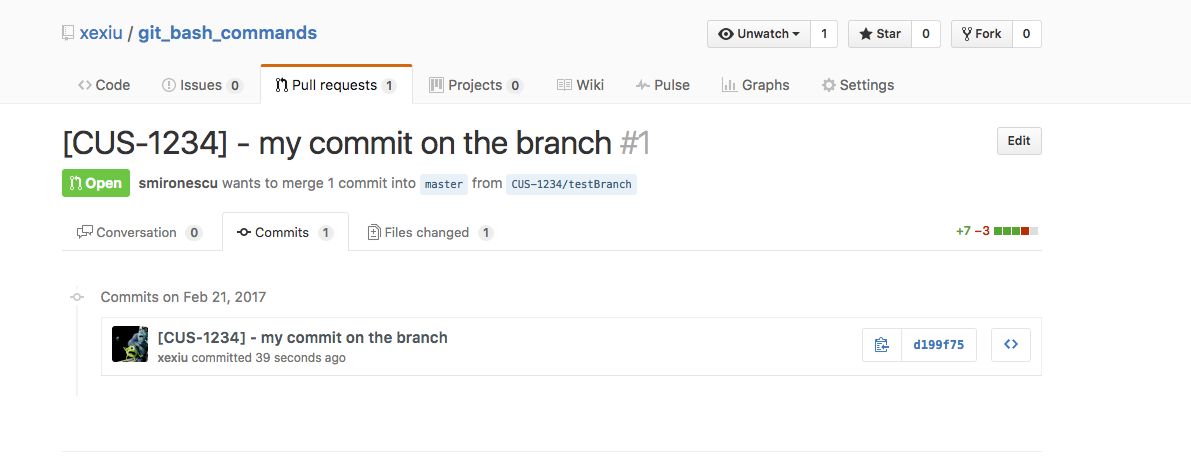 xexiu / git_bash_commands Unwatch 1 Star 0 Fork 0
Code Issues 0 Pull requests 1 Projects 0 Wiki Pulse Graphs Settings
[CUS-1234] - my commit on the branch #1 Edit
Open smironescu wants to merge 1 commit into master from CUS-1234/testBranch
Conversation 0 Commits 1 Files changed 1 +7 −3
Commits on Feb 21, 2017
[CUS-1234] - my commit on the branch
xexiu committed 39 seconds ago
d199f75